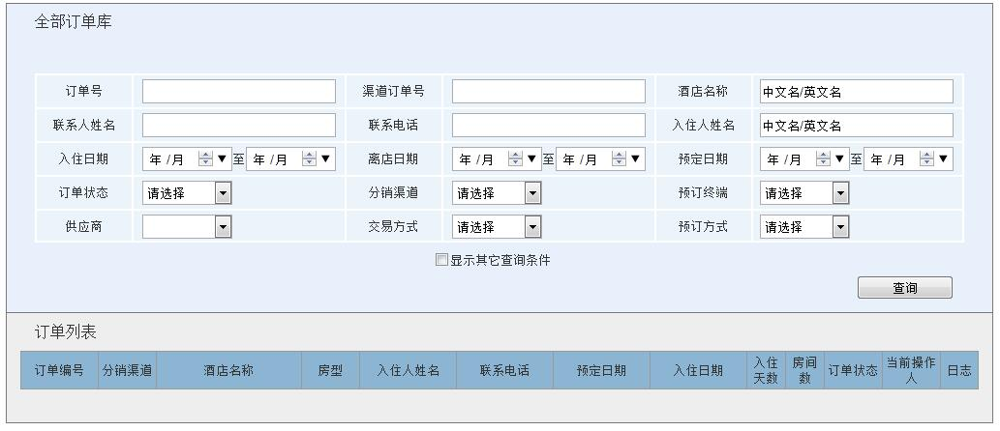 全部订单库
订单号 渠道订单号 酒店名称 中文名/英文名
联系人姓名 联系电话 入住人姓名 中文名/英文名
入住日期 年 /月 至 年 /月 离店日期 年 /月 至 年 /月 预定日期 年 /月 至 年 /月
订单状态 请选择 分销渠道 请选择 预订终端 请选择
供应商 交易方式 请选择 预订方式 请选择
显示其它查询条件
查询
订单列表
订单编号 分销渠道 酒店名称 房型 入住人姓名 联系电话 预定日期 入住日期 入住天数 房间数 订单状态 当前操作人 日志